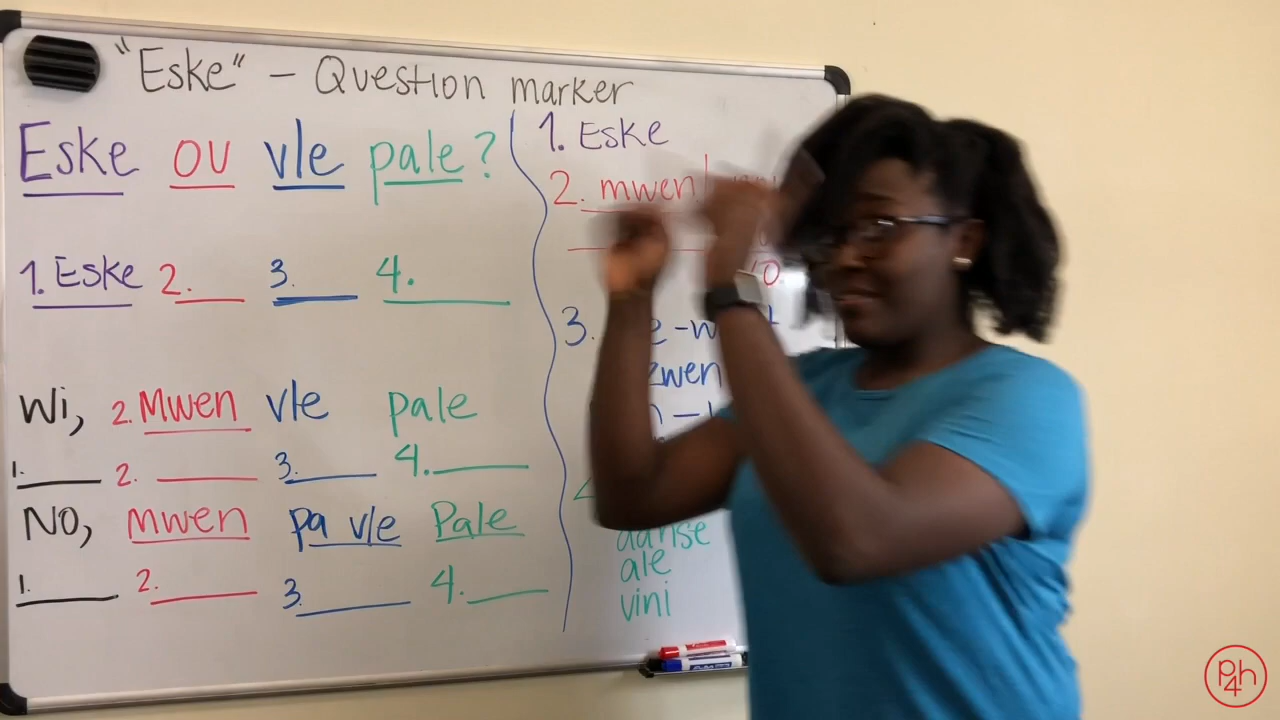 "Eske" – Question marker
Eske ou vle pale?
1. Eske 2. 3. 4.
Wi, 2. Mwen vle pale
1. 2. 3. 4.
No, mwen pa vle Pale
1. 2. 3. 4.
1. Eske
2. mwen
3.
danse
ale
vini
P4h